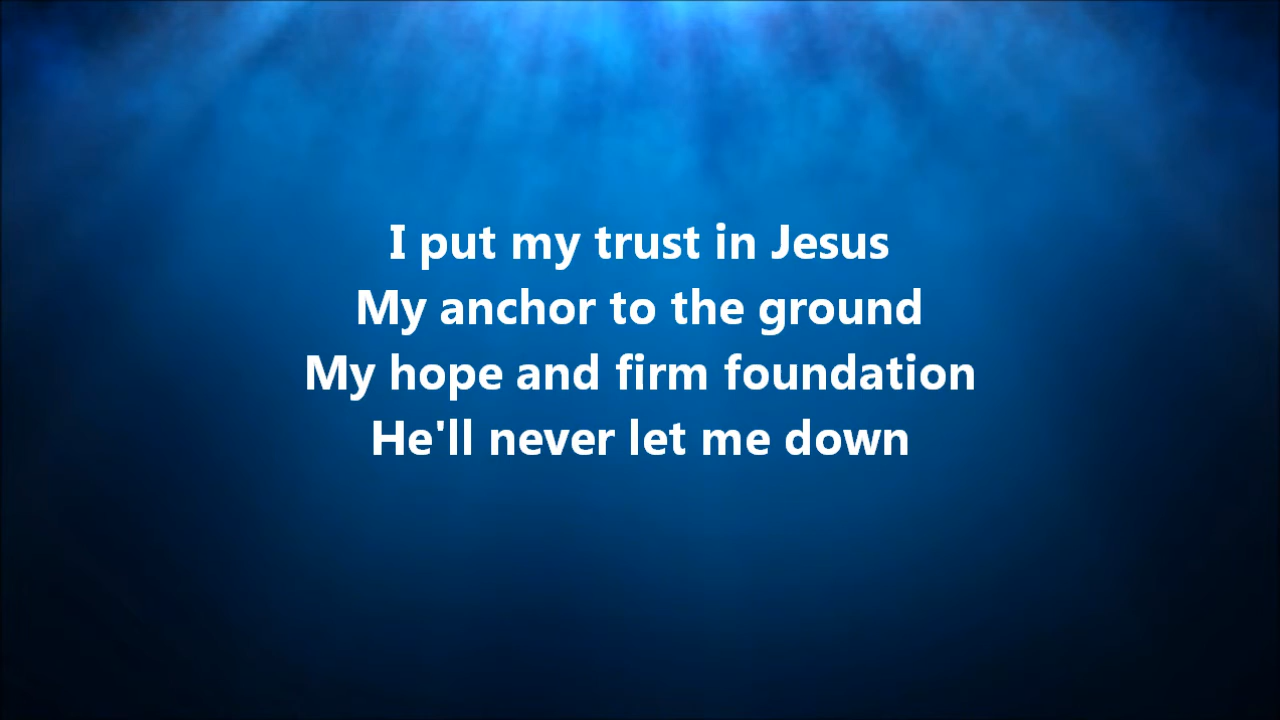 I put my trust in Jesus
My anchor to the ground
My hope and firm foundation
He'll never let me down